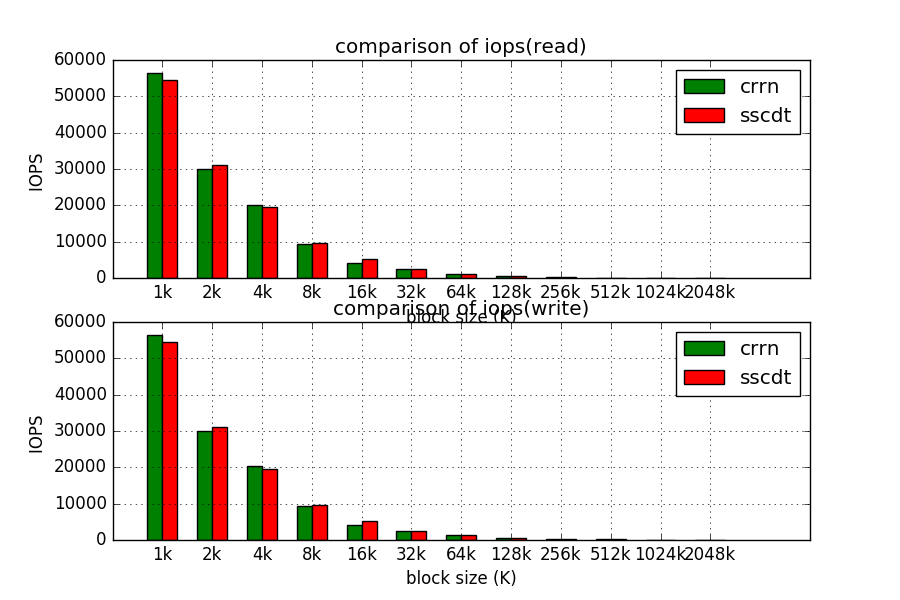 comparison of iops(read)
60000
50000
40000
30000
20000
10000
0
IOPS
crrn
sscdt
1k 2k 4k 8k 16k 32k 64k 128k 256k 512k 1024k 2048k
block size (K)
comparison of iops(write)
60000
50000
40000
30000
20000
10000
0
IOPS
crrn
sscdt
1k 2k 4k 8k 16k 32k 64k 128k 256k 512k 1024k 2048k
block size (K)